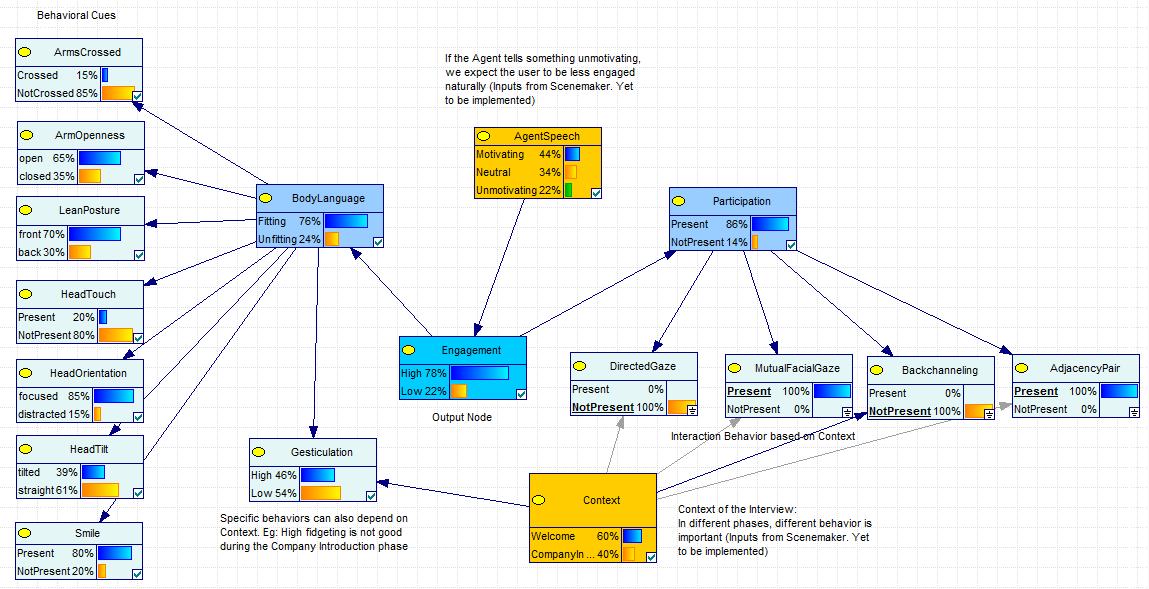 Behavioral Cues
ArmsCrossed
Crossed 15%
NotCrossed 85%
ArmOpenness
open 65%
closed 35%
LeanPosture
front 70%
back 30%
HeadTouch
Present 20%
NotPresent 80%
HeadOrientation
focused 85%
distracted 15%
HeadTilt
tilted 39%
straight 61%
Smile
Present 80%
NotPresent 20%
BodyLanguage
Fitting 76%
Unfitting 24%
If the Agent tells something unmotivating,
we expect the user to be less engaged
naturally (Inputs from Scenemaker. Yet
to be implemented)
AgentSpeech
Motivating 44%
Neutral 34%
Unmotivating 22%
Participation
Present 86%
NotPresent 14%
Engagement
High 78%
Low 22%
Output Node
DirectedGaze
Present 0%
NotPresent 100%
MutualFacialGaze
Present 100%
NotPresent 0%
Backchanneling
Present 0%
NotPresent 100%
AdjacencyPair
Present 100%
NotPresent 0%
Interaction Behavior based on Context
Gesticulation
High 46%
Low 54%
Specific behaviors can also depend on
Context. Eg: High fidgeting is not good
during the Company Introduction phase
Context
Welcome 60%
CompanyIn... 40%
Context of the Interview:
In different phases, different behavior is
important (Inputs from Scenemaker. Yet
to be implemented)